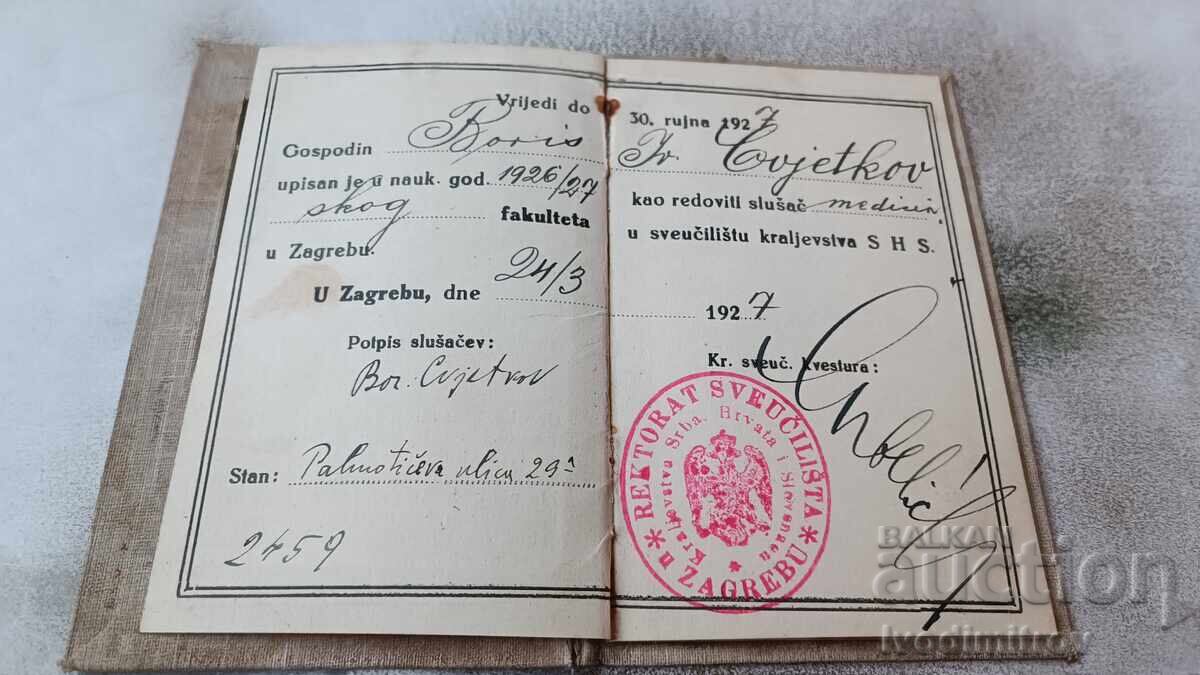 Vrijedi do 30. rujna 1927
Gospodin Boris Iv. Cvjetkov
upisan je u nauk. god. 1926/27 kao redoviti slušač medicin
skog fakulteta u sveučilištu kraljevstva S H S.
u Zagrebu.
U Zagrebu, dne 24/3 1927
Potpis slušačev:
Bor. Cvjetkov
Kr. sveuč. kvestura:
Stan: Palmotićeva ulica 29a
2459
* REKTORAT SVEUČILIŠTA * u ZAGREBU
Kraljevstva Srba, Hrvata i Slovenaca *
BALKAN
auction
Ivodimitrov